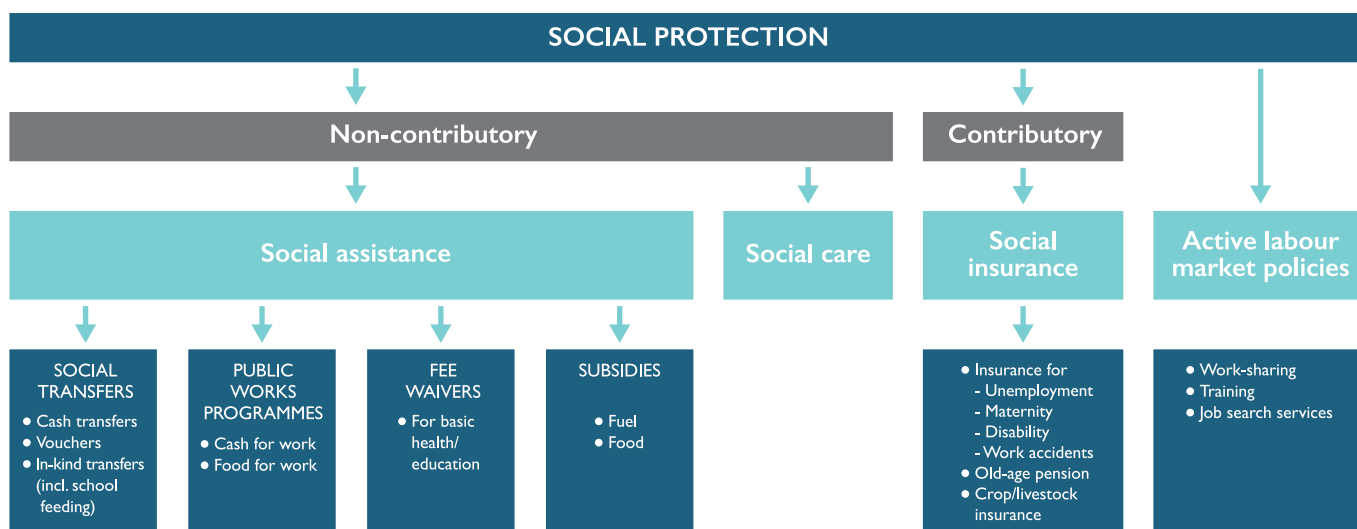 SOCIAL PROTECTION
Non-contributory
Contributory
Social assistance
Social care
Social
insurance
Active labour
market policies
SOCIAL
TRANSFERS
● Cash transfers
● Vouchers
● In-kind transfers
(incl. school
feeding)
PUBLIC
WORKS
PROGRAMMES
● Cash for work
● Food for work
FEE
WAIVERS
● For basic
health/
education
SUBSIDIES
● Fuel
● Food
● Insurance for
- Unemployment
- Maternity
- Disability
- Work accidents
● Old-age pension
● Crop/livestock
insurance
● Work-sharing
● Training
● Job search services